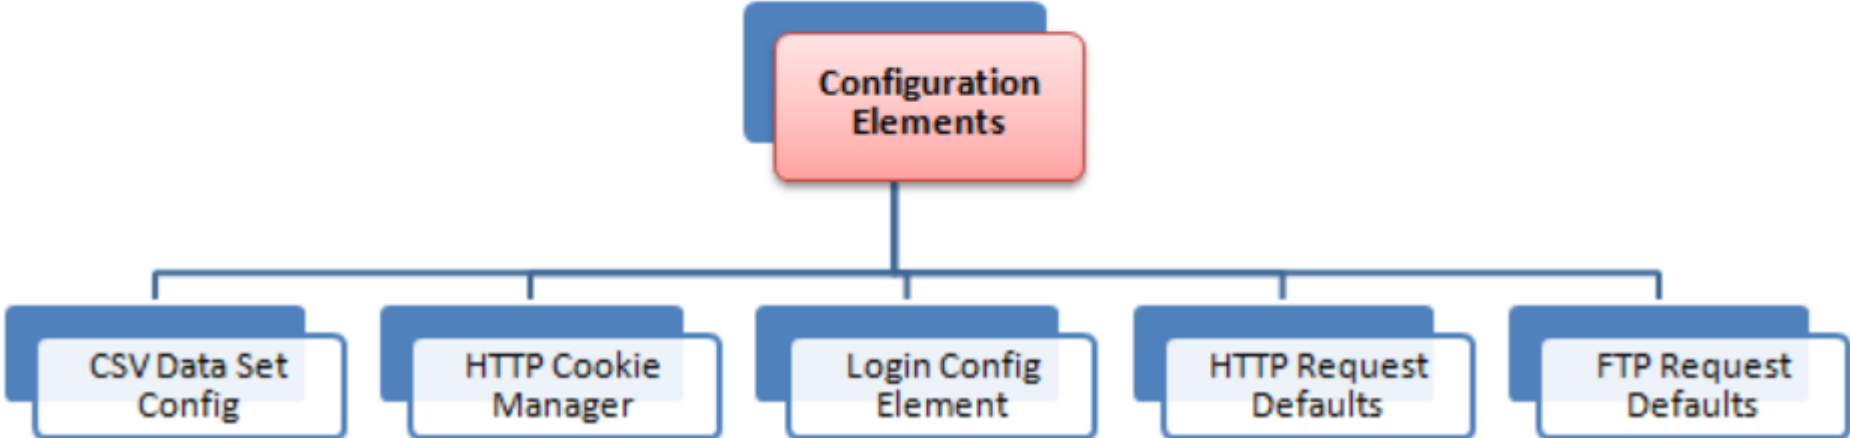 Configuration
Elements
CSV Data Set
Config
HTTP Cookie
Manager
Login Config
Element
HTTP Request
Defaults
FTP Request
Defaults